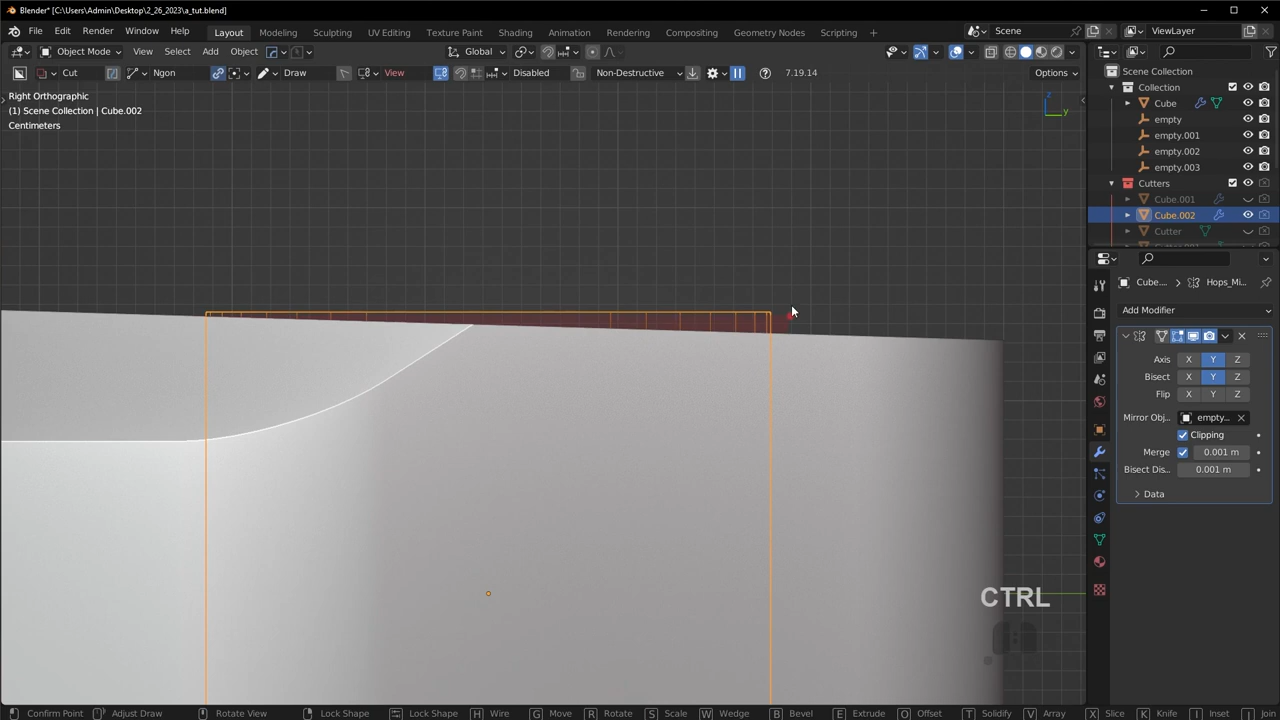 Blender* [C:\Users\Admin\Desktop\2_26_2023\a_tut.blend]
File Edit Render Window Help Layout Modeling Sculpting UV Editing Texture Paint Shading Animation Rendering Compositing Geometry Nodes Scripting + Scene ViewLayer
Object Mode View Select Add Object Global
Cut Ngon Draw View Disabled Non-Destructive 7.19.14 Options
Right Orthographic
(1) Scene Collection | Cube.002
Centimeters
Z
Y
Scene Collection
Collection
Cube
empty
empty.001
empty.002
empty.003
Cutters
Cube.001
Cube.002
Cutter
Cube.... > Hops_Mi...
Add Modifier
Axis X Y Z
Bisect X Y Z
Flip X Y Z
Mirror Obj.. empty...
Clipping
Merge 0.001 m
Bisect Dis... 0.001 m
Data
CTRL
Confirm Point Adjust Draw Rotate View Lock Shape Lock Shape H Wire G Move R Rotate S Scale W Wedge B Bevel E Extrude O Offset T Solidify V Array I Inset K Knife J Join